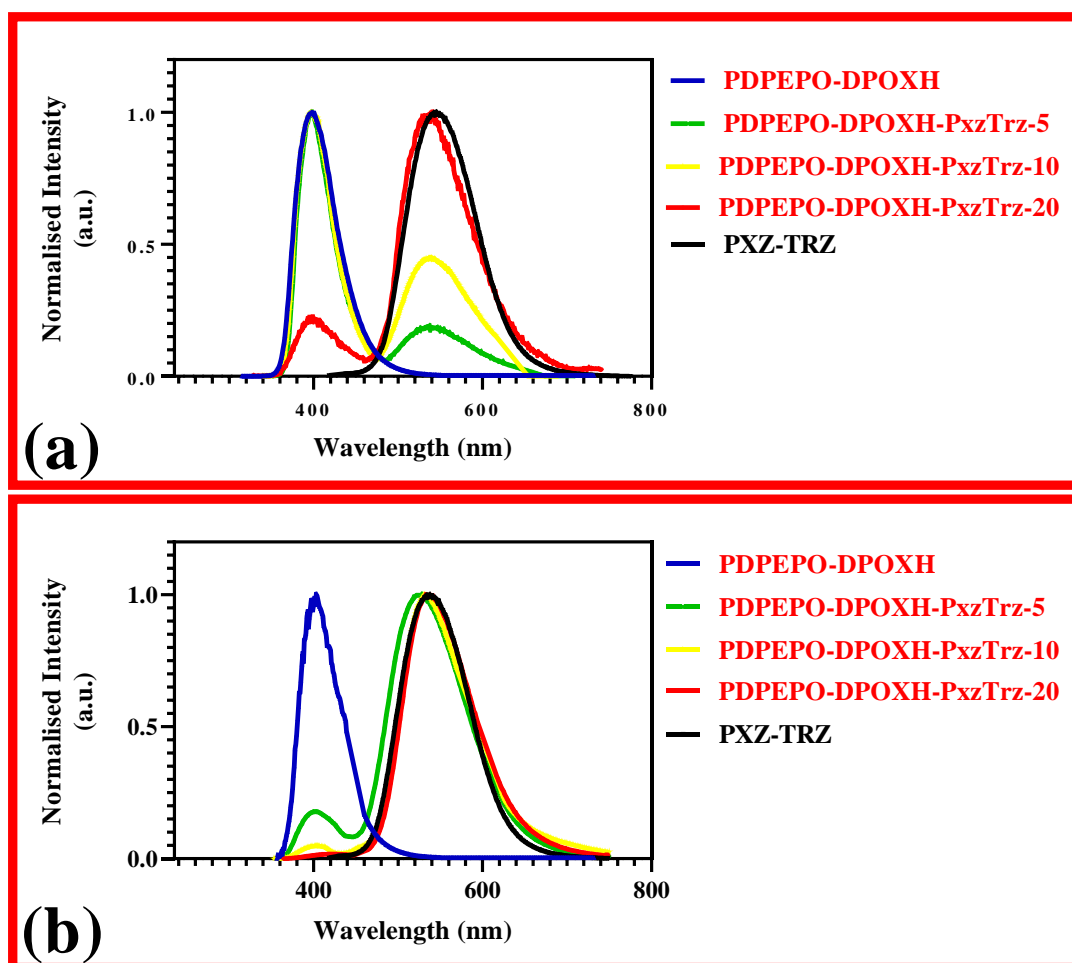 Normalised Intensity
(a.u.)
1.0
0.5
0.0
400
600
800
Wavelength (nm)
(a)
PDPEPO-DPOXH
PDPEPO-DPOXH-PxzTrz-5
PDPEPO-DPOXH-PxzTrz-10
PDPEPO-DPOXH-PxzTrz-20
PXZ-TRZ
Normalised Intensity
(a.u.)
1.0
0.5
0.0
400
600
800
Wavelength (nm)
(b)
PDPEPO-DPOXH
PDPEPO-DPOXH-PxzTrz-5
PDPEPO-DPOXH-PxzTrz-10
PDPEPO-DPOXH-PxzTrz-20
PXZ-TRZ